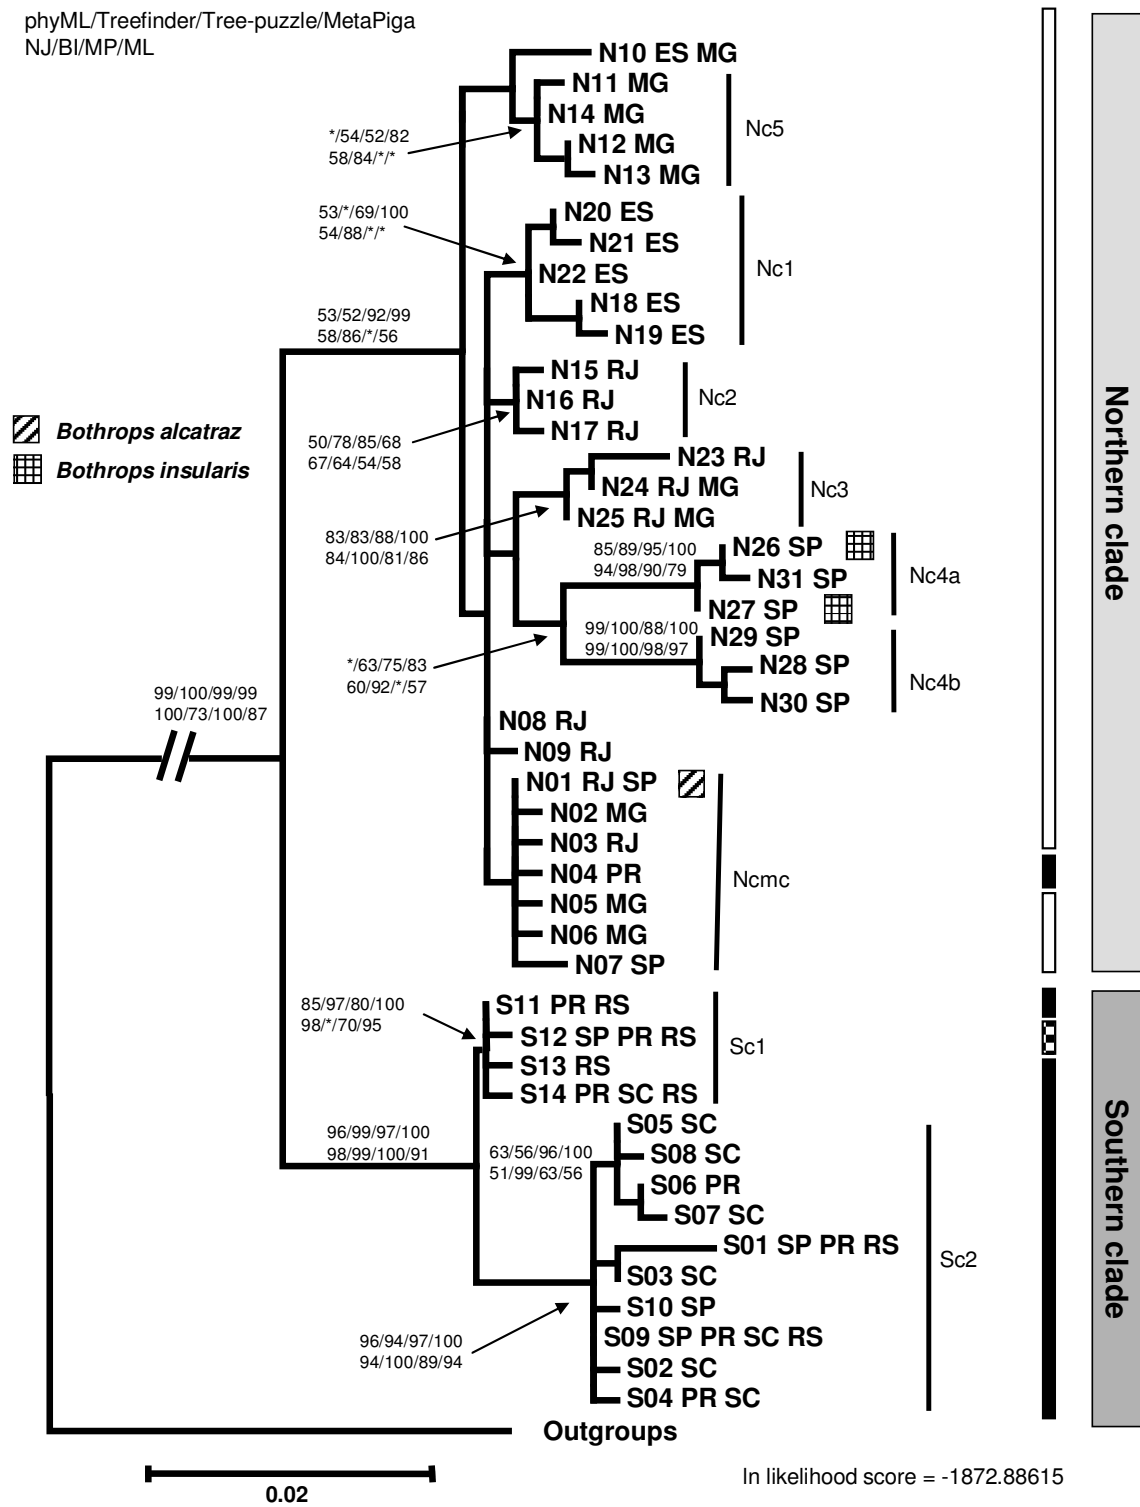 phyML/Treefinder/Tree-puzzle/MetaPiga
NJ/BI/MP/ML
N10 ES MG
N11 MG
N14 MG
N12 MG
N13 MG
Nc5
*/54/52/82
58/84/*/*
N20 ES
N21 ES
N22 ES
N18 ES
N19 ES
Nc1
53/*/69/100
54/88/*/*
53/52/92/99
58/86/*/56
N15 RJ
N16 RJ
N17 RJ
Nc2
50/78/85/68
67/64/54/58
Bothrops alcatraz
Bothrops insularis
N23 RJ
N24 RJ MG
N25 RJ MG
Nc3
83/83/88/100
84/100/81/86
85/89/95/100
94/98/90/79
N26 SP
N31 SP
N27 SP
Nc4a
99/100/88/100
99/100/98/97
N29 SP
N28 SP
N30 SP
Nc4b
*/63/75/83
60/92/*/57
99/100/99/99
100/73/100/87
N08 RJ
N09 RJ
N01 RJ SP
N02 MG
N03 RJ
N04 PR
N05 MG
N06 MG
N07 SP
Ncmc
Northern clade
85/97/80/100
98/*/70/95
S11 PR RS
S12 SP PR RS
S13 RS
S14 PR SC RS
Sc1
96/99/97/100
98/99/100/91
63/56/96/100
51/99/63/56
S05 SC
S08 SC
S06 PR
S07 SC
S01 SP PR RS
S03 SC
S10 SP
S09 SP PR SC RS
S02 SC
S04 PR SC
Sc2
96/94/97/100
94/100/89/94
Southern clade
Outgroups
0.02
ln likelihood score = -1872.88615